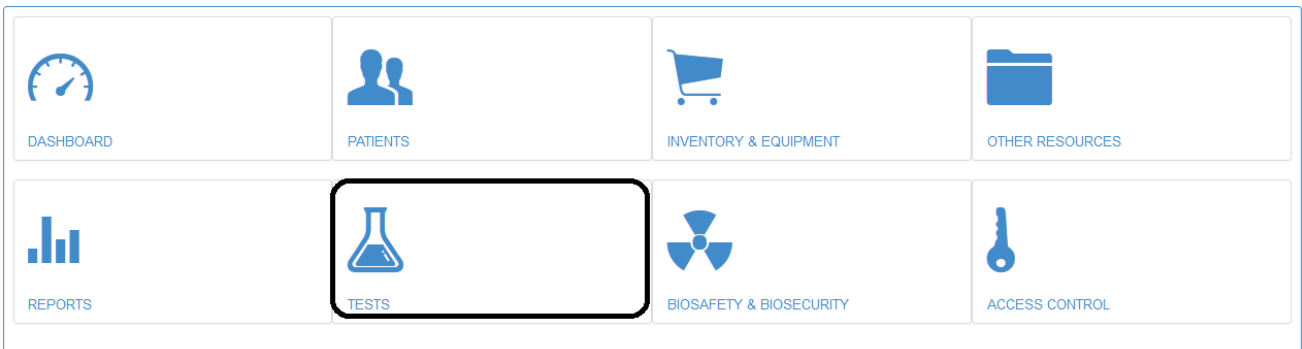 DASHBOARD
PATIENTS
INVENTORY & EQUIPMENT
OTHER RESOURCES
REPORTS
TESTS
BIOSAFETY & BIOSECURITY
ACCESS CONTROL